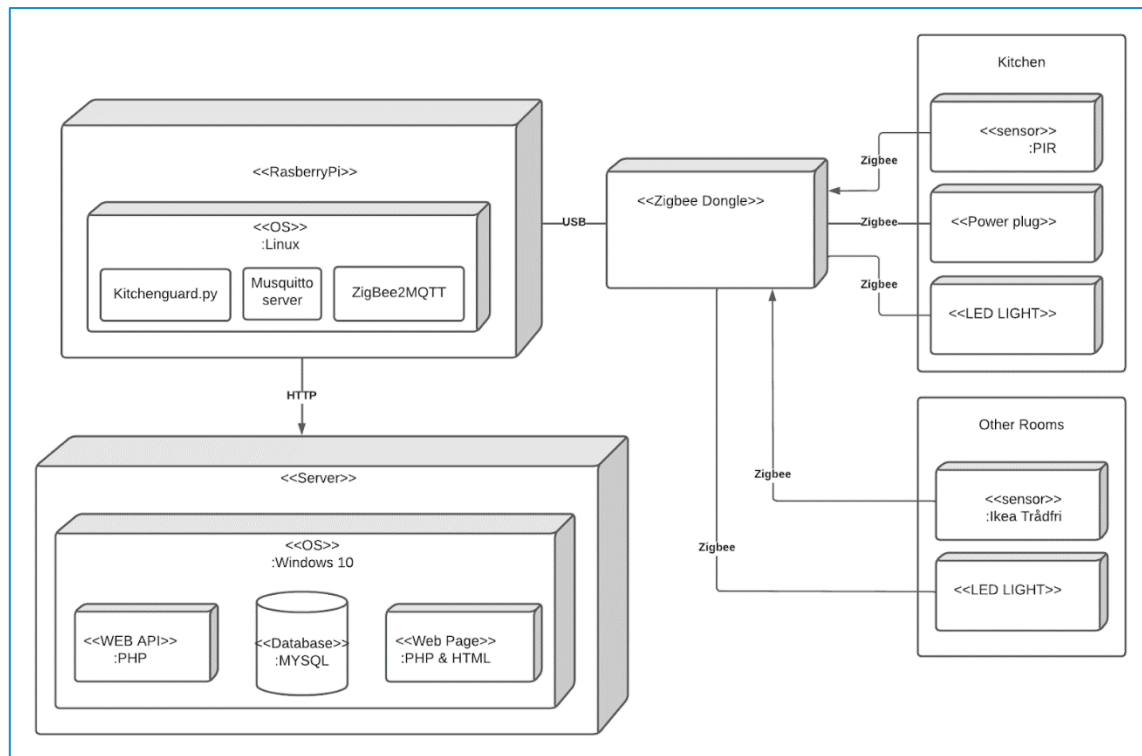 <<RasberryPi>>
<<OS>>
:Linux
Kitchenguard.py
Musquitto
server
ZigBee2MQTT
USB
<<Zigbee Dongle>>
Kitchen
<<sensor>>
:PIR
Zigbee
<<Power plug>>
Zigbee
<<LED LIGHT>>
Zigbee
HTTP
<<Server>>
<<OS>>
:Windows 10
<<WEB API>>
:PHP
<<Database>>
:MYSQL
<<Web Page>>
:PHP & HTML
Other Rooms
<<sensor>>
:Ikea Trådfri
Zigbee
<<LED LIGHT>>
Zigbee